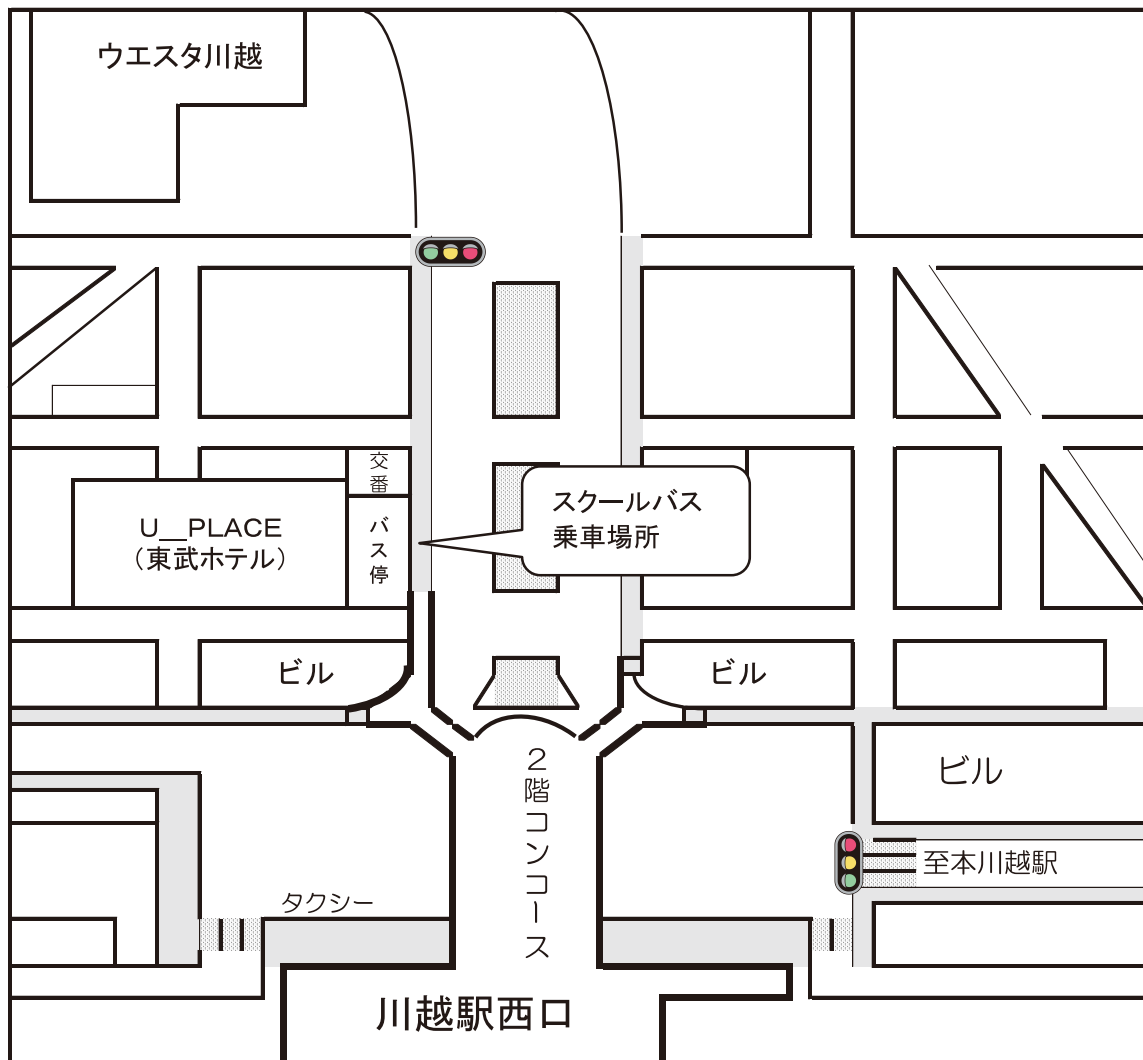 ウエスタ川越
交番
U__PLACE
（東武ホテル）
バス停
スクールバス
乗車場所
ビル
ビル
2階コンコース
ビル
至本川越駅
タクシー
川越駅西口